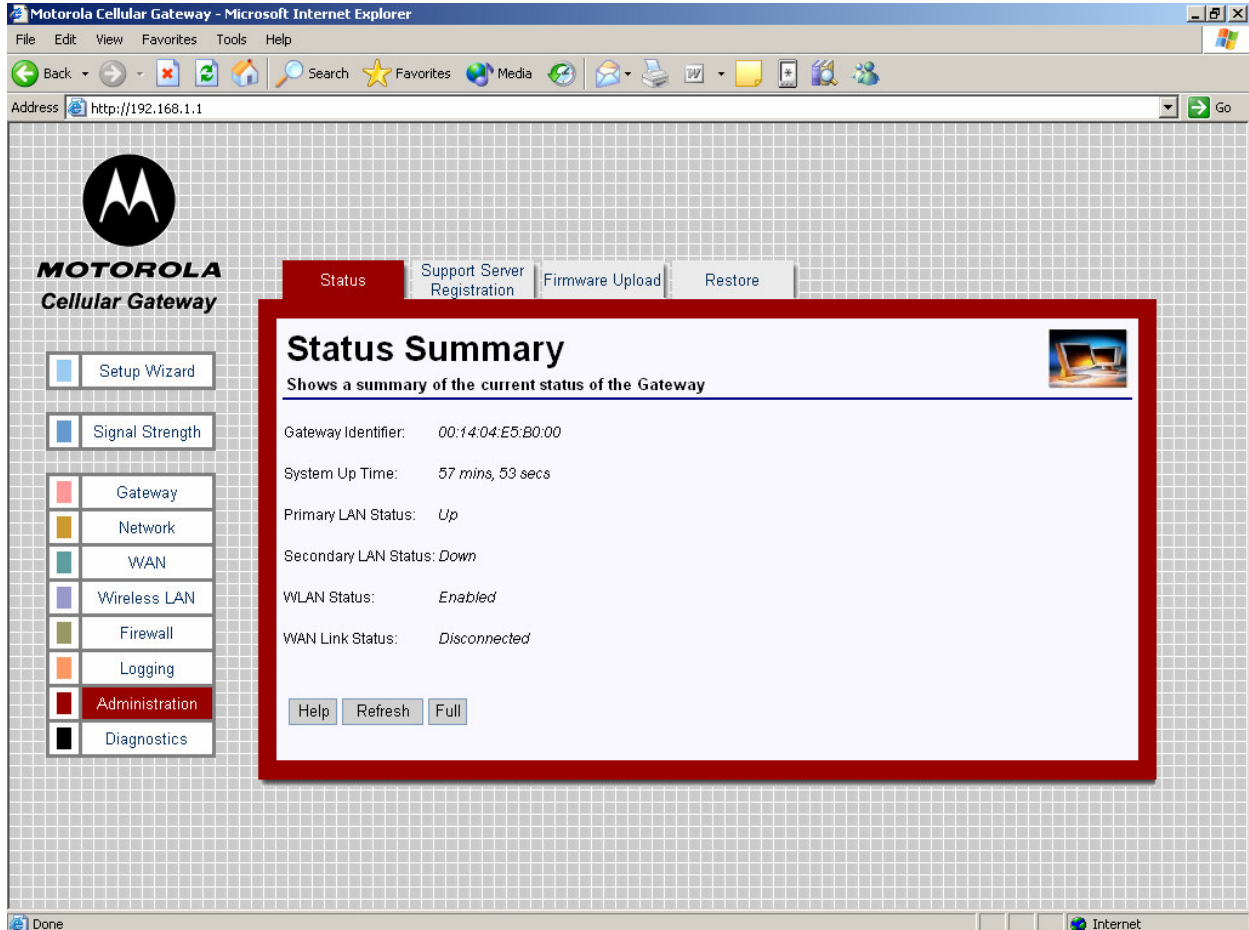 Motorola Cellular Gateway - Microsoft Internet Explorer
File Edit View Favorites Tools Help
Back Search Favorites Media
Address http://192.168.1.1 Go
MOTOROLA
Cellular Gateway
Setup Wizard
Signal Strength
Gateway
Network
WAN
Wireless LAN
Firewall
Logging
Administration
Diagnostics
Status
Support Server
Registration
Firmware Upload
Restore
Status Summary
Shows a summary of the current status of the Gateway
Gateway Identifier: 00:14:04:E5:B0:00
System Up Time: 57 mins, 53 secs
Primary LAN Status: Up
Secondary LAN Status: Down
WLAN Status: Enabled
WAN Link Status: Disconnected
Help Refresh Full
Done Internet